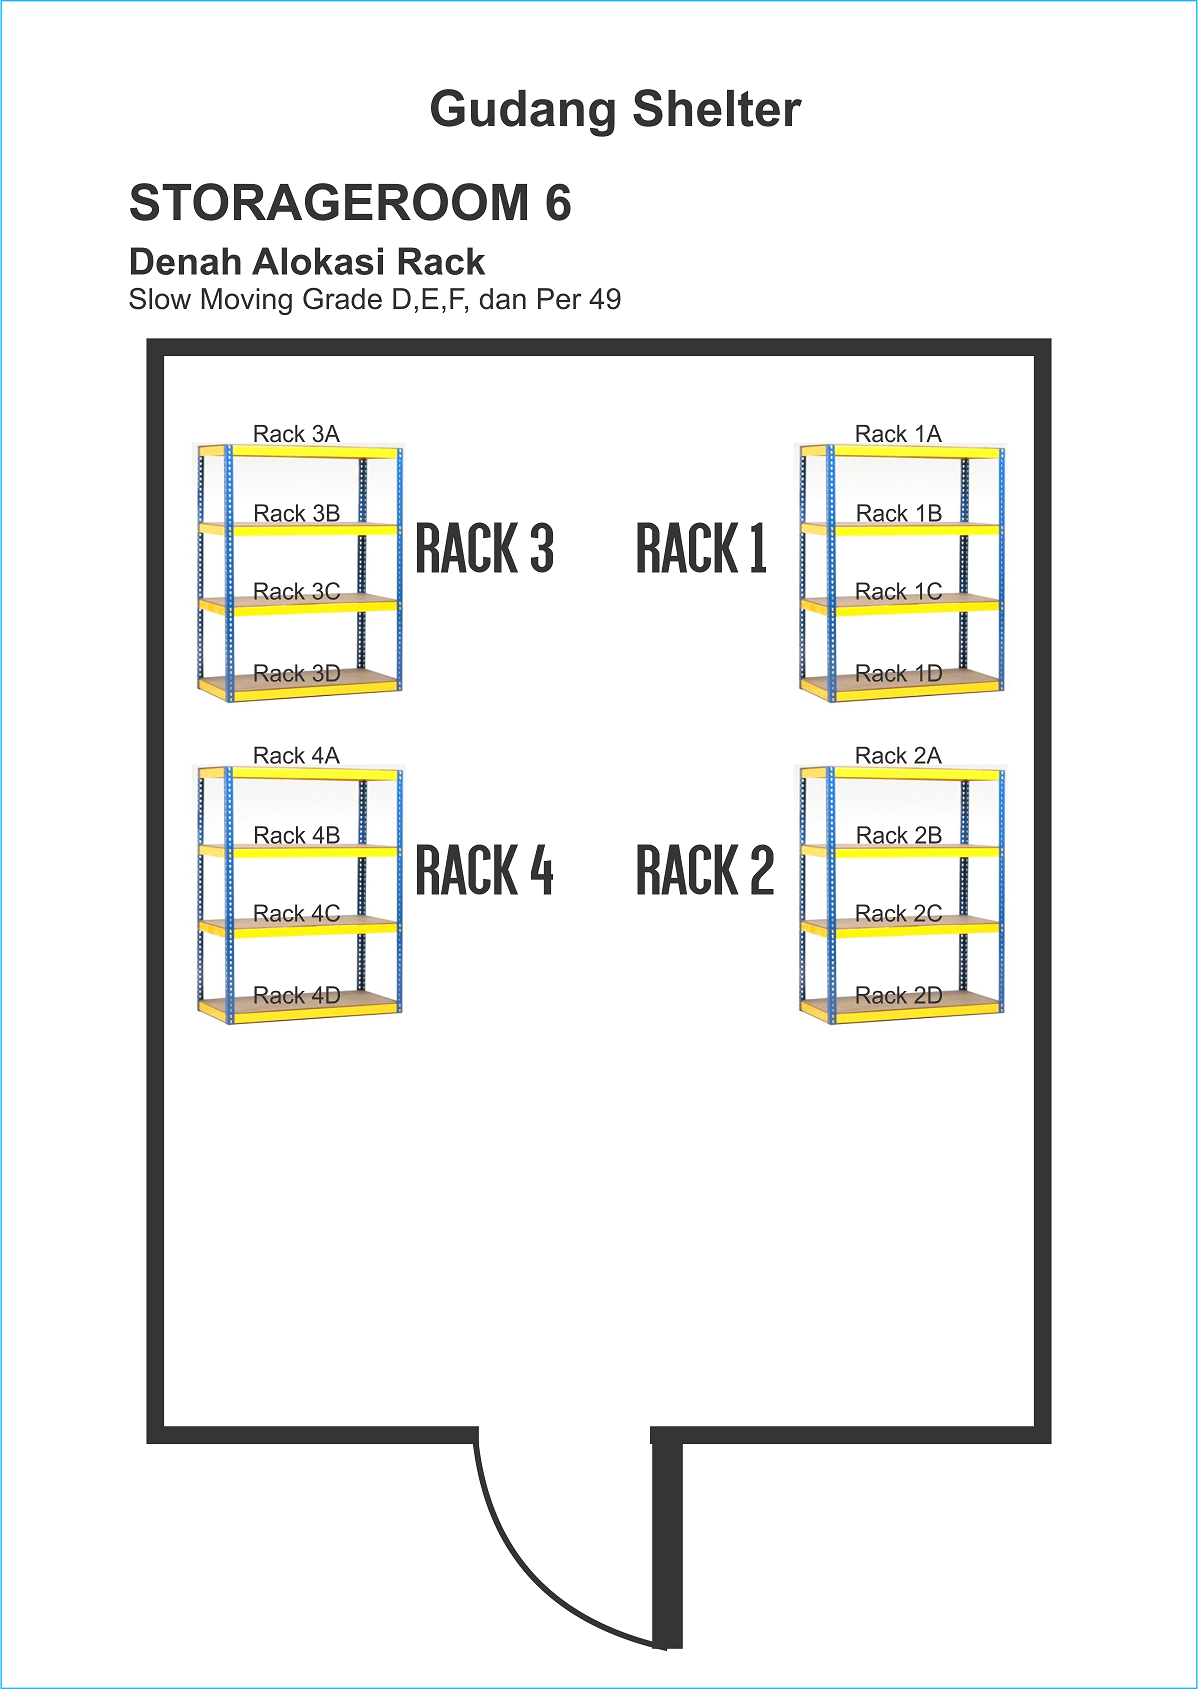 Gudang Shelter
STORAGEROOM 6
Denah Alokasi Rack
Slow Moving Grade D,E,F, dan Per 49
Rack 3A
Rack 3B
Rack 3C
Rack 3D
RACK 3
RACK 1
Rack 1A
Rack 1B
Rack 1C
Rack 1D
Rack 4A
Rack 4B
Rack 4C
Rack 4D
RACK 4
RACK 2
Rack 2A
Rack 2B
Rack 2C
Rack 2D